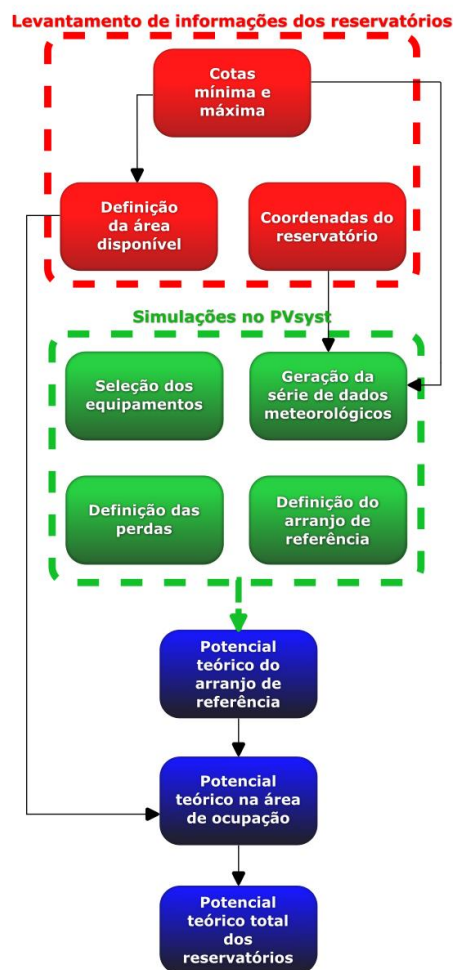 Levantamento de informações dos reservatórios
Cotas
mínima e
máxima
Definição
da área
disponível
Coordenadas do
reservatório
Simulações no PVsyst
Seleção dos
equipamentos
Geração da
série de dados
meteorológicos
Definição das
perdas
Definição do
arranjo de
referência
Potencial
teórico do
arranjo de
referência
Potencial
teórico na área
de ocupação
Potencial
teórico total
dos
reservatórios